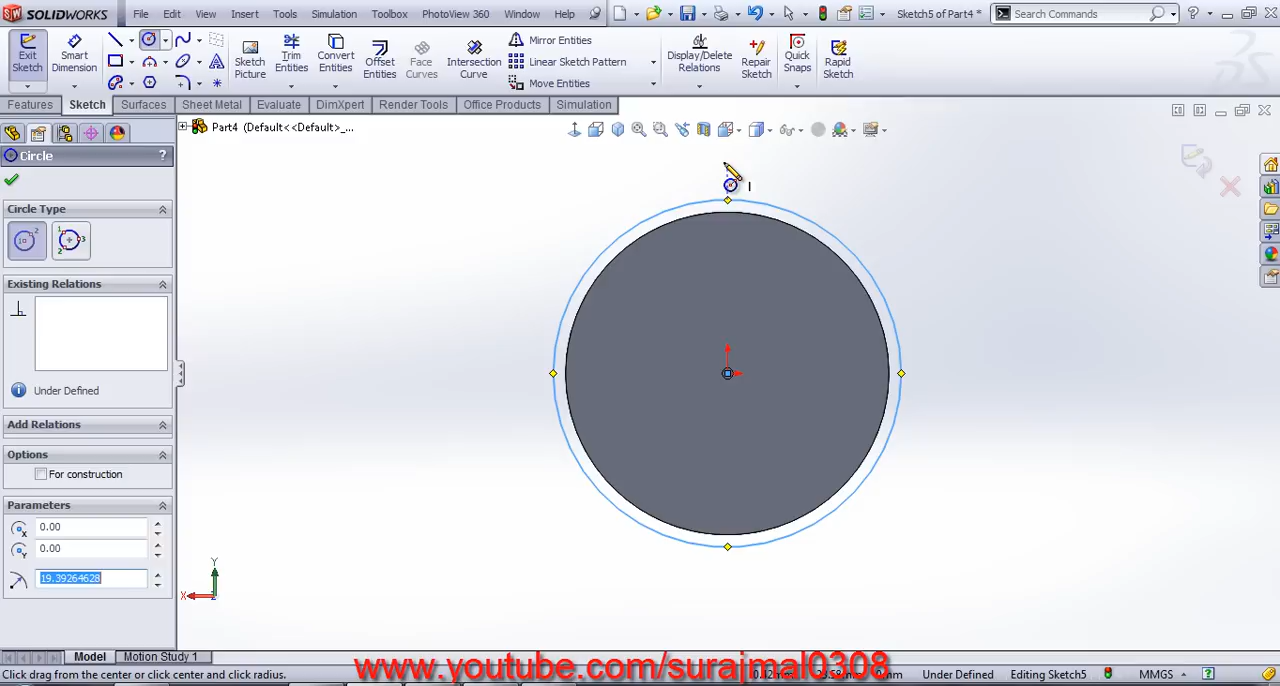 SOLIDWORKS File Edit View Insert Tools Simulation Toolbox PhotoView 360 Window Help Sketch5 of Part4 * Search Commands
Exit Sketch
Smart Dimension
Sketch Picture
Trim Entities
Convert Entities
Offset Entities
Face Curves
Intersection Curve
Mirror Entities
Linear Sketch Pattern
Move Entities
Display/Delete Relations
Repair Sketch
Quick Snaps
Rapid Sketch
Features Sketch Surfaces Sheet Metal Evaluate DimXpert Render Tools Office Products Simulation
Part4 (Default<<Default>_...
Circle ?
Circle Type
Existing Relations
Under Defined
Add Relations
Options
For construction
Parameters
0.00
0.00
19.39264628
Y
X
Model Motion Study 1
www.youtube.com/surajmal0308
Click drag from the center/or click center and click radius. Under Defined Editing Sketch5 MMGS